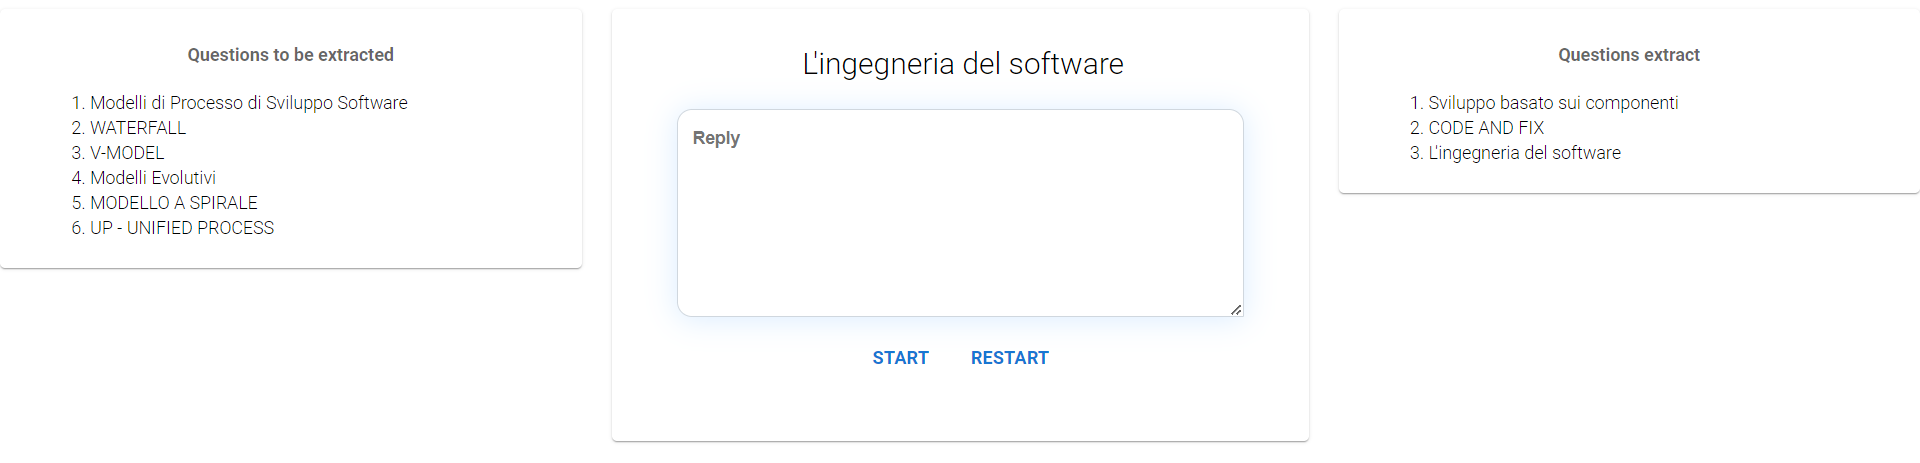 Questions to be extracted
1. Modelli di Processo di Sviluppo Software
2. WATERFALL
3. V-MODEL
4. Modelli Evolutivi
5. MODELLO A SPIRALE
6. UP - UNIFIED PROCESS
L'ingegneria del software
Reply
START RESTART
Questions extract
1. Sviluppo basato sui componenti
2. CODE AND FIX
3. L'ingegneria del software